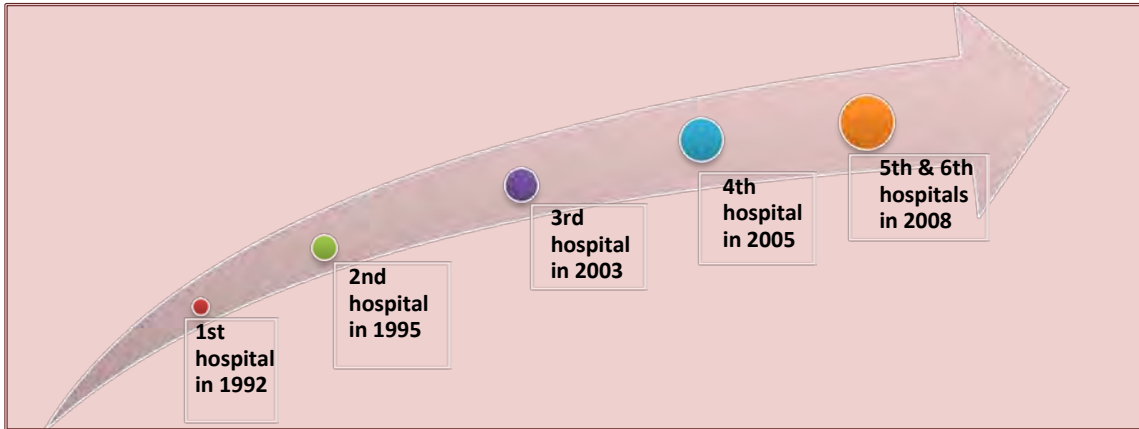 1st
hospital
in 1992
2nd
hospital
in 1995
3rd
hospital
in 2003
4th
hospital
in 2005
5th & 6th
hospitals
in 2008